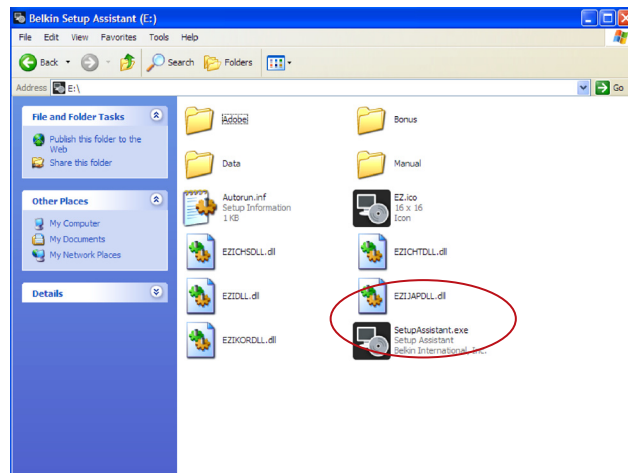 Belkin Setup Assistant (E:)
File Edit View Favorites Tools Help
Back Search Folders
Address E:\ Go
File and Folder Tasks
Publish this folder to the
Web
Share this folder
Other Places
My Computer
My Documents
My Network Places
Details
Adobe
Bonus
Data
Manual
Autorun.inf
Setup Information
1 KB
EZ.ico
16 x 16
Icon
EZICHSDLL.dll
EZICHTDLL.dll
EZIDLL.dll
EZIJAPDLL.dll
EZIKORDLL.dll
SetupAssistant.exe
Setup Assistant
Belkin International, Inc.